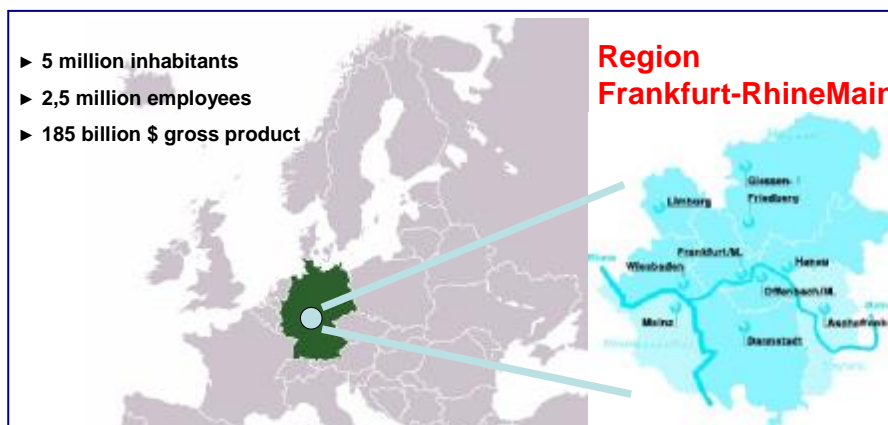 ► 5 million inhabitants
► 2,5 million employees
► 185 billion $ gross product
Region
Frankfurt-RhineMain
Giessen-
Friedberg
Limburg
Frankfurt/M.
Hanau
Wiesbaden
Offenbach/M.
Mainz
Darmstadt